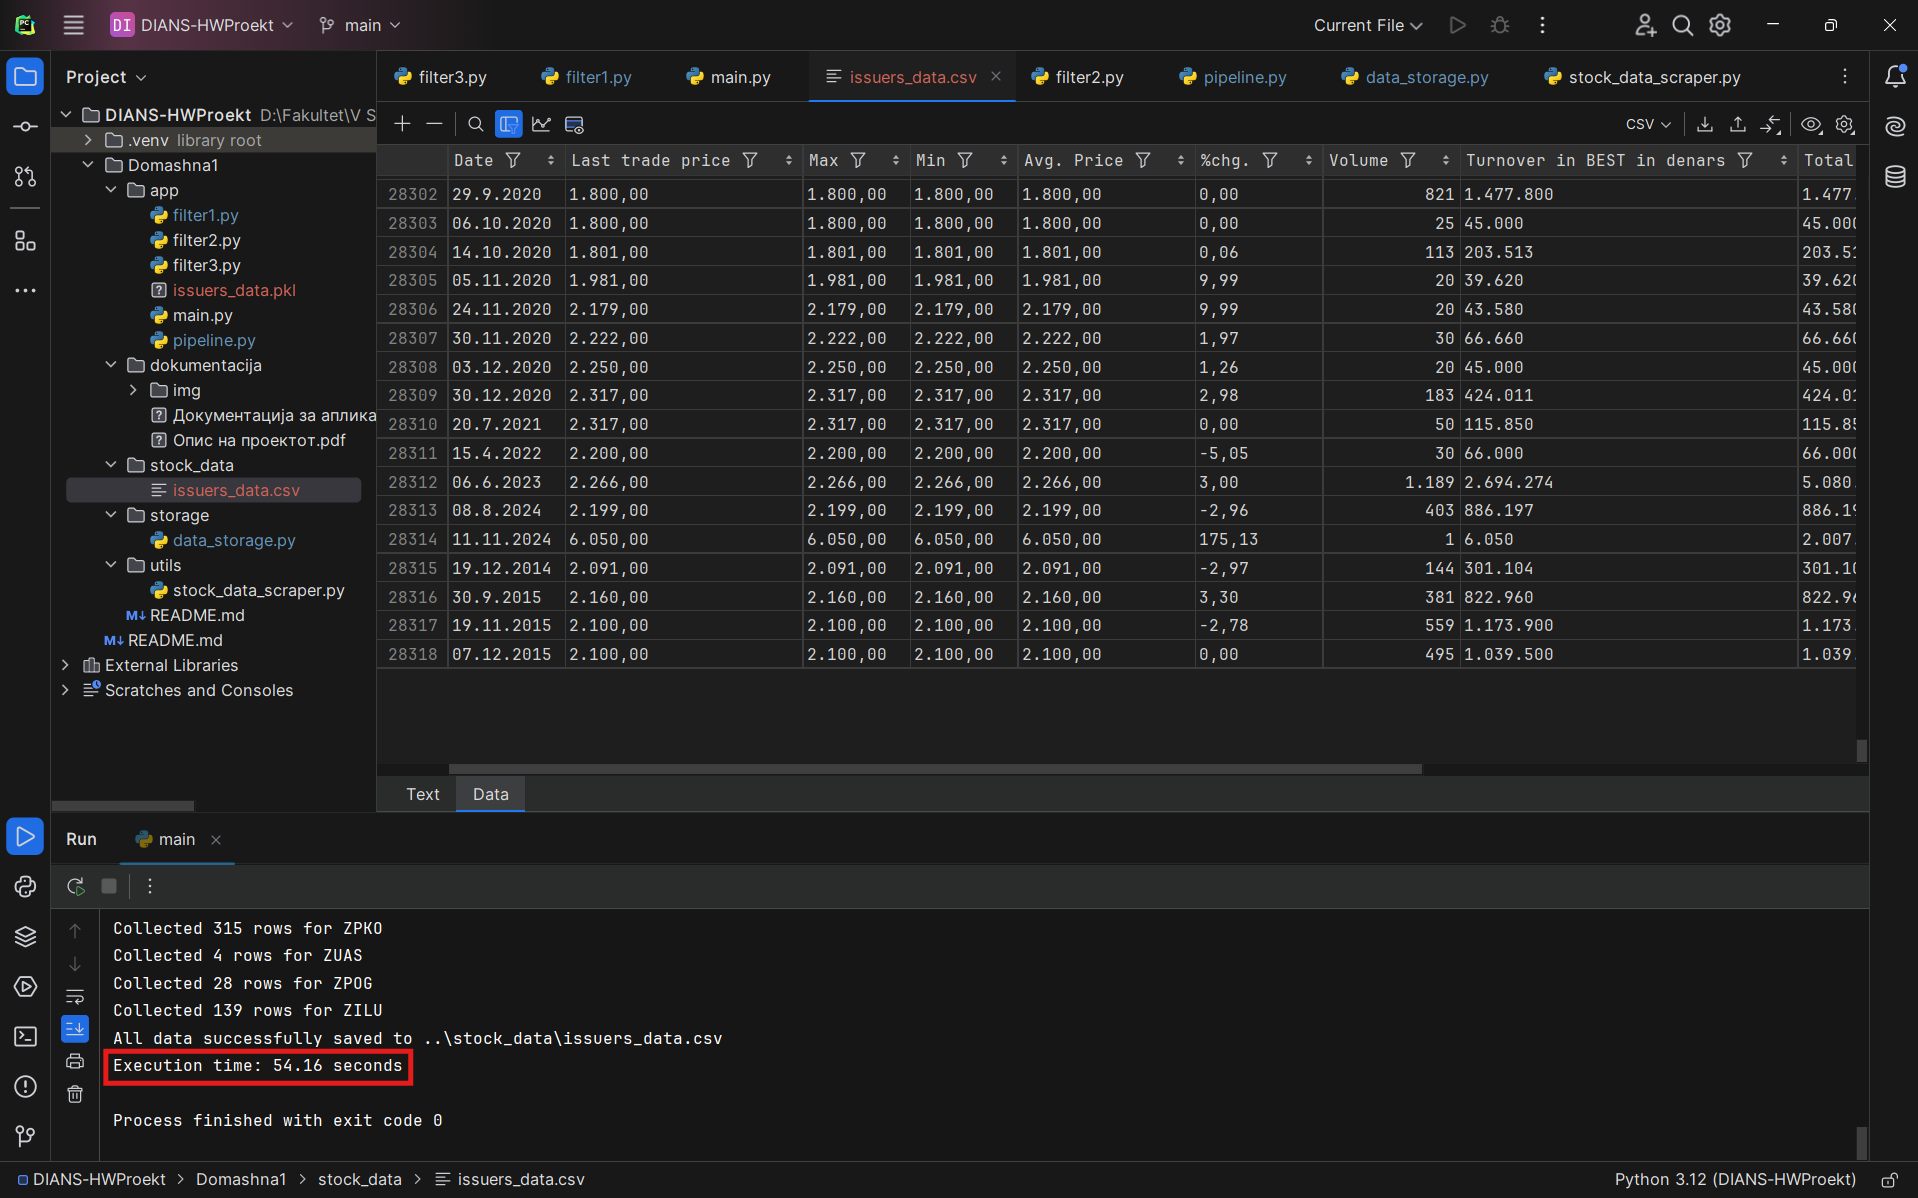 DI DIANS-HWProekt main Current File
Project
filter3.py filter1.py main.py issuers_data.csv filter2.py pipeline.py data_storage.py stock_data_scraper.py
DIANS-HWProekt D:\Fakultet\V S
.venv library root
Domashna1
app
filter1.py
filter2.py
filter3.py
issuers_data.pkl
main.py
pipeline.py
dokumentacija
img
Документација за аплика
Опис на проектот.pdf
stock_data
issuers_data.csv
storage
data_storage.py
utils
stock_data_scraper.py
README.md
README.md
External Libraries
Scratches and Consoles
CSV
Date Last trade price Max Min Avg. Price %chg. Volume Turnover in BEST in denars Total
28302 29.9.2020 1.800,00 1.800,00 1.800,00 1.800,00 0,00 821 1.477.800 1.477.
28303 06.10.2020 1.800,00 1.800,00 1.800,00 1.800,00 0,00 25 45.000 45.000
28304 14.10.2020 1.801,00 1.801,00 1.801,00 1.801,00 0,06 113 203.513 203.51
28305 05.11.2020 1.981,00 1.981,00 1.981,00 1.981,00 9,99 20 39.620 39.620
28306 24.11.2020 2.179,00 2.179,00 2.179,00 2.179,00 9,99 20 43.580 43.580
28307 30.11.2020 2.222,00 2.222,00 2.222,00 2.222,00 1,97 30 66.660 66.660
28308 03.12.2020 2.250,00 2.250,00 2.250,00 2.250,00 1,26 20 45.000 45.000
28309 30.12.2020 2.317,00 2.317,00 2.317,00 2.317,00 2,98 183 424.011 424.01
28310 20.7.2021 2.317,00 2.317,00 2.317,00 2.317,00 0,00 50 115.850 115.85
28311 15.4.2022 2.200,00 2.200,00 2.200,00 2.200,00 -5,05 30 66.000 66.000
28312 06.6.2023 2.266,00 2.266,00 2.266,00 2.266,00 3,00 1.189 2.694.274 5.080.
28313 08.8.2024 2.199,00 2.199,00 2.199,00 2.199,00 -2,96 403 886.197 886.19
28314 11.11.2024 6.050,00 6.050,00 6.050,00 6.050,00 175,13 1 6.050 2.007.
28315 19.12.2014 2.091,00 2.091,00 2.091,00 2.091,00 -2,97 144 301.104 301.10
28316 30.9.2015 2.160,00 2.160,00 2.160,00 2.160,00 3,30 381 822.960 822.96
28317 19.11.2015 2.100,00 2.100,00 2.100,00 2.100,00 -2,78 559 1.173.900 1.173.
28318 07.12.2015 2.100,00 2.100,00 2.100,00 2.100,00 0,00 495 1.039.500 1.039.
Text Data
Run main
Collected 315 rows for ZPKO
Collected 4 rows for ZUAS
Collected 28 rows for ZPOG
Collected 139 rows for ZILU
All data successfully saved to ..\stock_data\issuers_data.csv
Execution time: 54.16 seconds
Process finished with exit code 0
DIANS-HWProekt > Domashna1 > stock_data > issuers_data.csv Python 3.12 (DIANS-HWProekt)